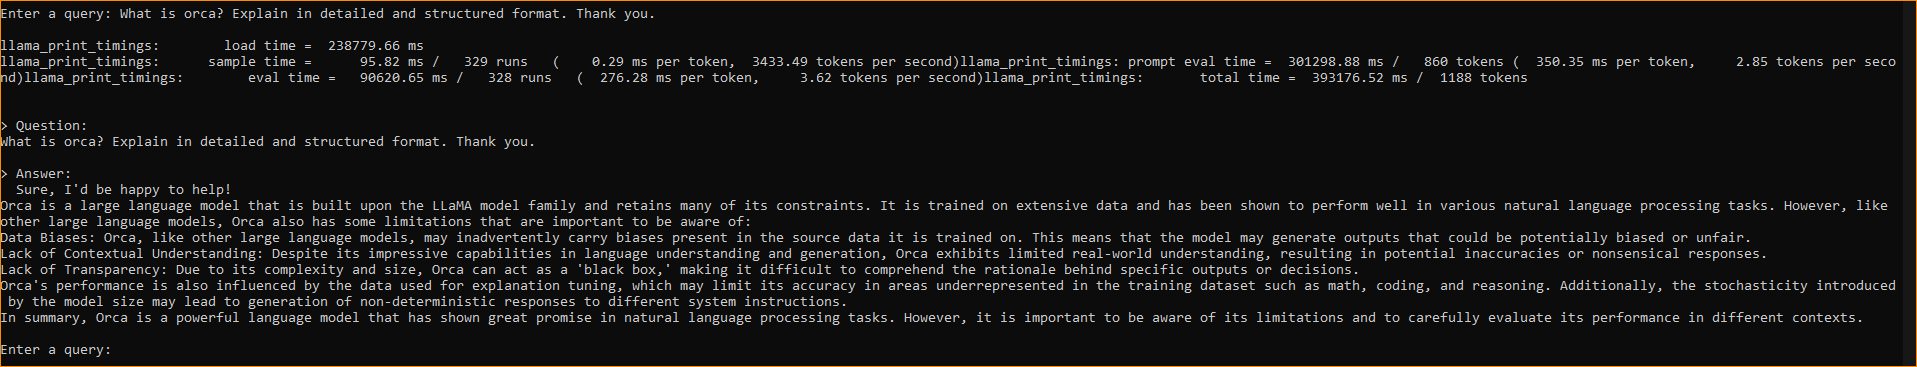 Enter a query: What is orca? Explain in detailed and structured format. Thank you.
llama_print_timings:        load time =  238779.66 ms
llama_print_timings:      sample time =      95.82 ms /   329 runs   (    0.29 ms per token,  3433.49 tokens per second)llama_print_timings: prompt eval time =  301298.88 ms /   860 tokens (  350.35 ms per token,     2.85 tokens per seco
nd)llama_print_timings:        eval time =   90620.65 ms /   328 runs   (  276.28 ms per token,     3.62 tokens per second)llama_print_timings:       total time =  393176.52 ms /  1188 tokens
> Question:
What is orca? Explain in detailed and structured format. Thank you.
> Answer:
  Sure, I'd be happy to help!
Orca is a large language model that is built upon the LLaMA model family and retains many of its constraints. It is trained on extensive data and has been shown to perform well in various natural language processing tasks. However, like
other large language models, Orca also has some limitations that are important to be aware of:
Data Biases: Orca, like other large language models, may inadvertently carry biases present in the source data it is trained on. This means that the model may generate outputs that could be potentially biased or unfair.
Lack of Contextual Understanding: Despite its impressive capabilities in language understanding and generation, Orca exhibits limited real-world understanding, resulting in potential inaccuracies or nonsensical responses.
Lack of Transparency: Due to its complexity and size, Orca can act as a 'black box,' making it difficult to comprehend the rationale behind specific outputs or decisions.
Orca's performance is also influenced by the data used for explanation tuning, which may limit its accuracy in areas underrepresented in the training dataset such as math, coding, and reasoning. Additionally, the stochasticity introduced
 by the model size may lead to generation of non-deterministic responses to different system instructions.
In summary, Orca is a powerful language model that has shown great promise in natural language processing tasks. However, it is important to be aware of its limitations and to carefully evaluate its performance in different contexts.
Enter a query: